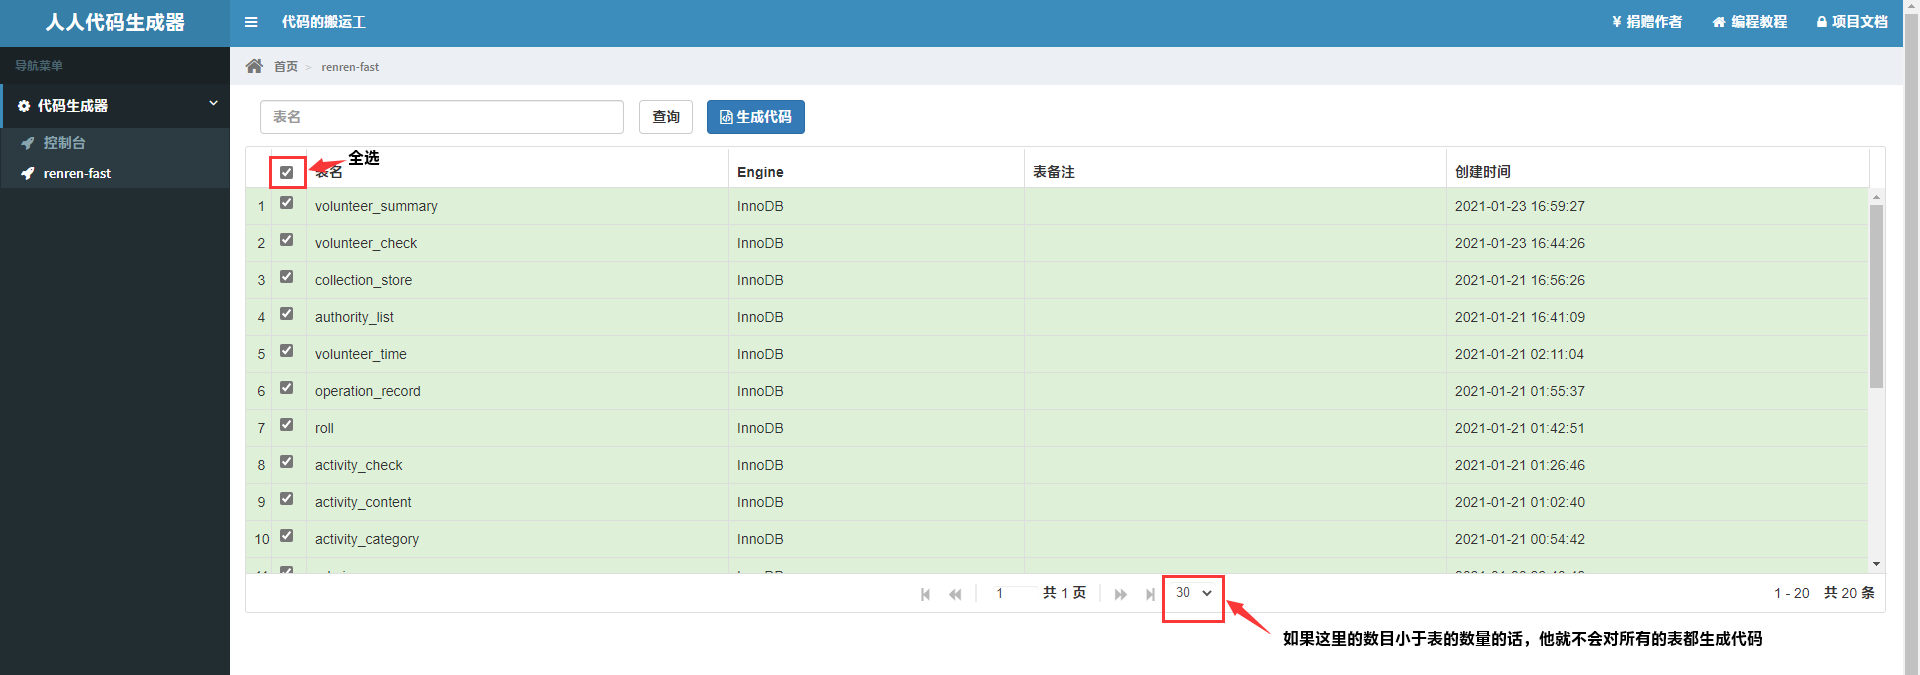 人人代码生成器
代码的搬运工
¥ 捐赠作者
编程教程
项目文档
导航菜单
首页 > renren-fast
代码生成器
控制台
renren-fast
表名
查询
生成代码
全选
表名 Engine 表备注 创建时间
1 volunteer_summary InnoDB 2021-01-23 16:59:27
2 volunteer_check InnoDB 2021-01-23 16:44:26
3 collection_store InnoDB 2021-01-21 16:56:26
4 authority_list InnoDB 2021-01-21 16:41:09
5 volunteer_time InnoDB 2021-01-21 02:11:04
6 operation_record InnoDB 2021-01-21 01:55:37
7 roll InnoDB 2021-01-21 01:42:51
8 activity_check InnoDB 2021-01-21 01:26:46
9 activity_content InnoDB 2021-01-21 01:02:40
10 activity_category InnoDB 2021-01-21 00:54:42
1 共 1 页 30 1 - 20 共 20 条
如果这里的数目小于表的数量的话，他就不会对所有的表都生成代码